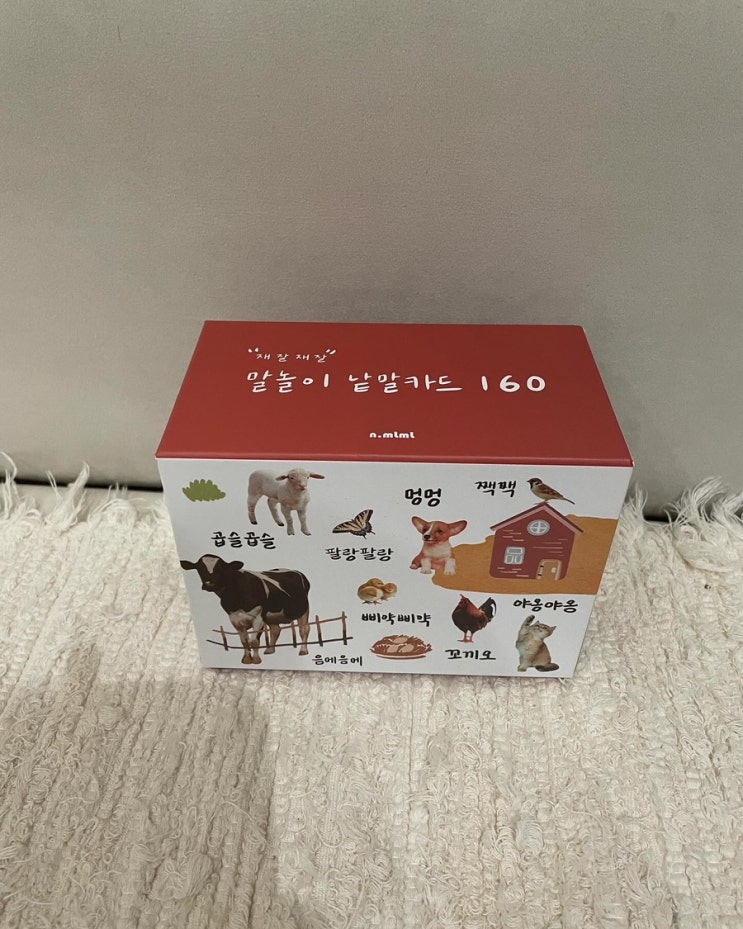 "재잘재잘"
말놀이 낱말카드 160
n.mimi
멍멍
짹짹
곱슬곱슬
팔랑팔랑
야옹야옹
삐약삐약
꼬끼오
음메음메